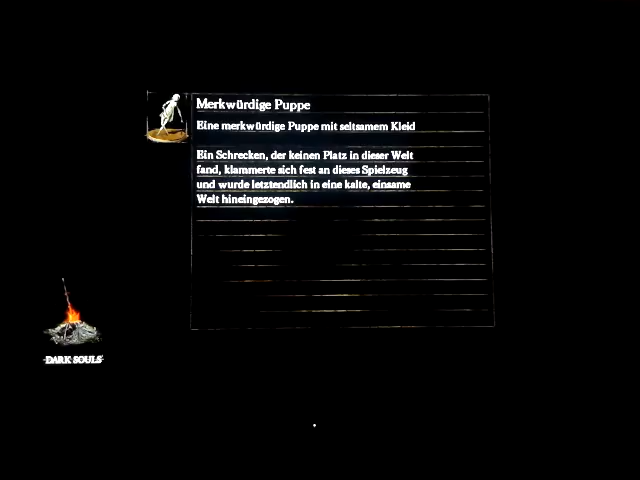 Merkwürdige Puppe
Eine merkwürdige Puppe mit seltsamem Kleid
Ein Schrecken, der keinen Platz in dieser Welt
fand, klammerte sich fest an dieses Spielzeug
und wurde letztendlich in eine kalte, einsame
Welt hineingezogen.
DARK SOULS